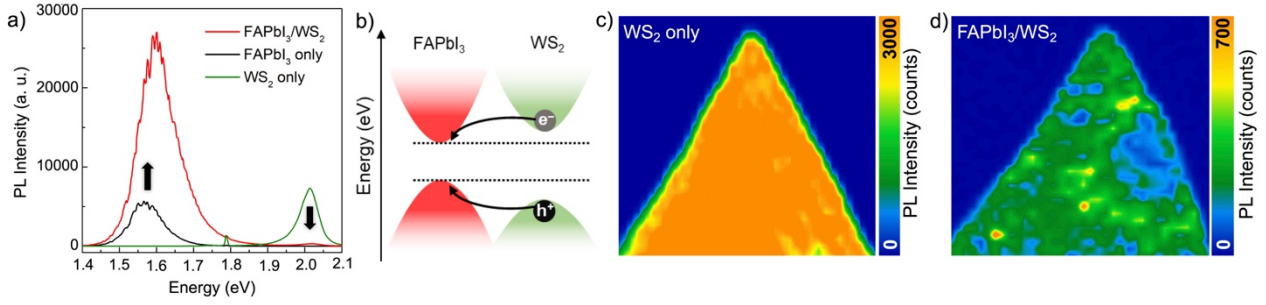 a)
30000
20000
10000
0
PL Intensity (a. u.)
FAPbI₃/WS₂
FAPbI₃ only
WS₂ only
1.4 1.5 1.6 1.7 1.8 1.9 2.0 2.1
Energy (eV)
b)
Energy (eV)
FAPbI₃ WS₂
e⁻
h⁺
c)
WS₂ only
3000
0
PL Intensity (counts)
d)
FAPbI₃/WS₂
700
0
PL Intensity (counts)